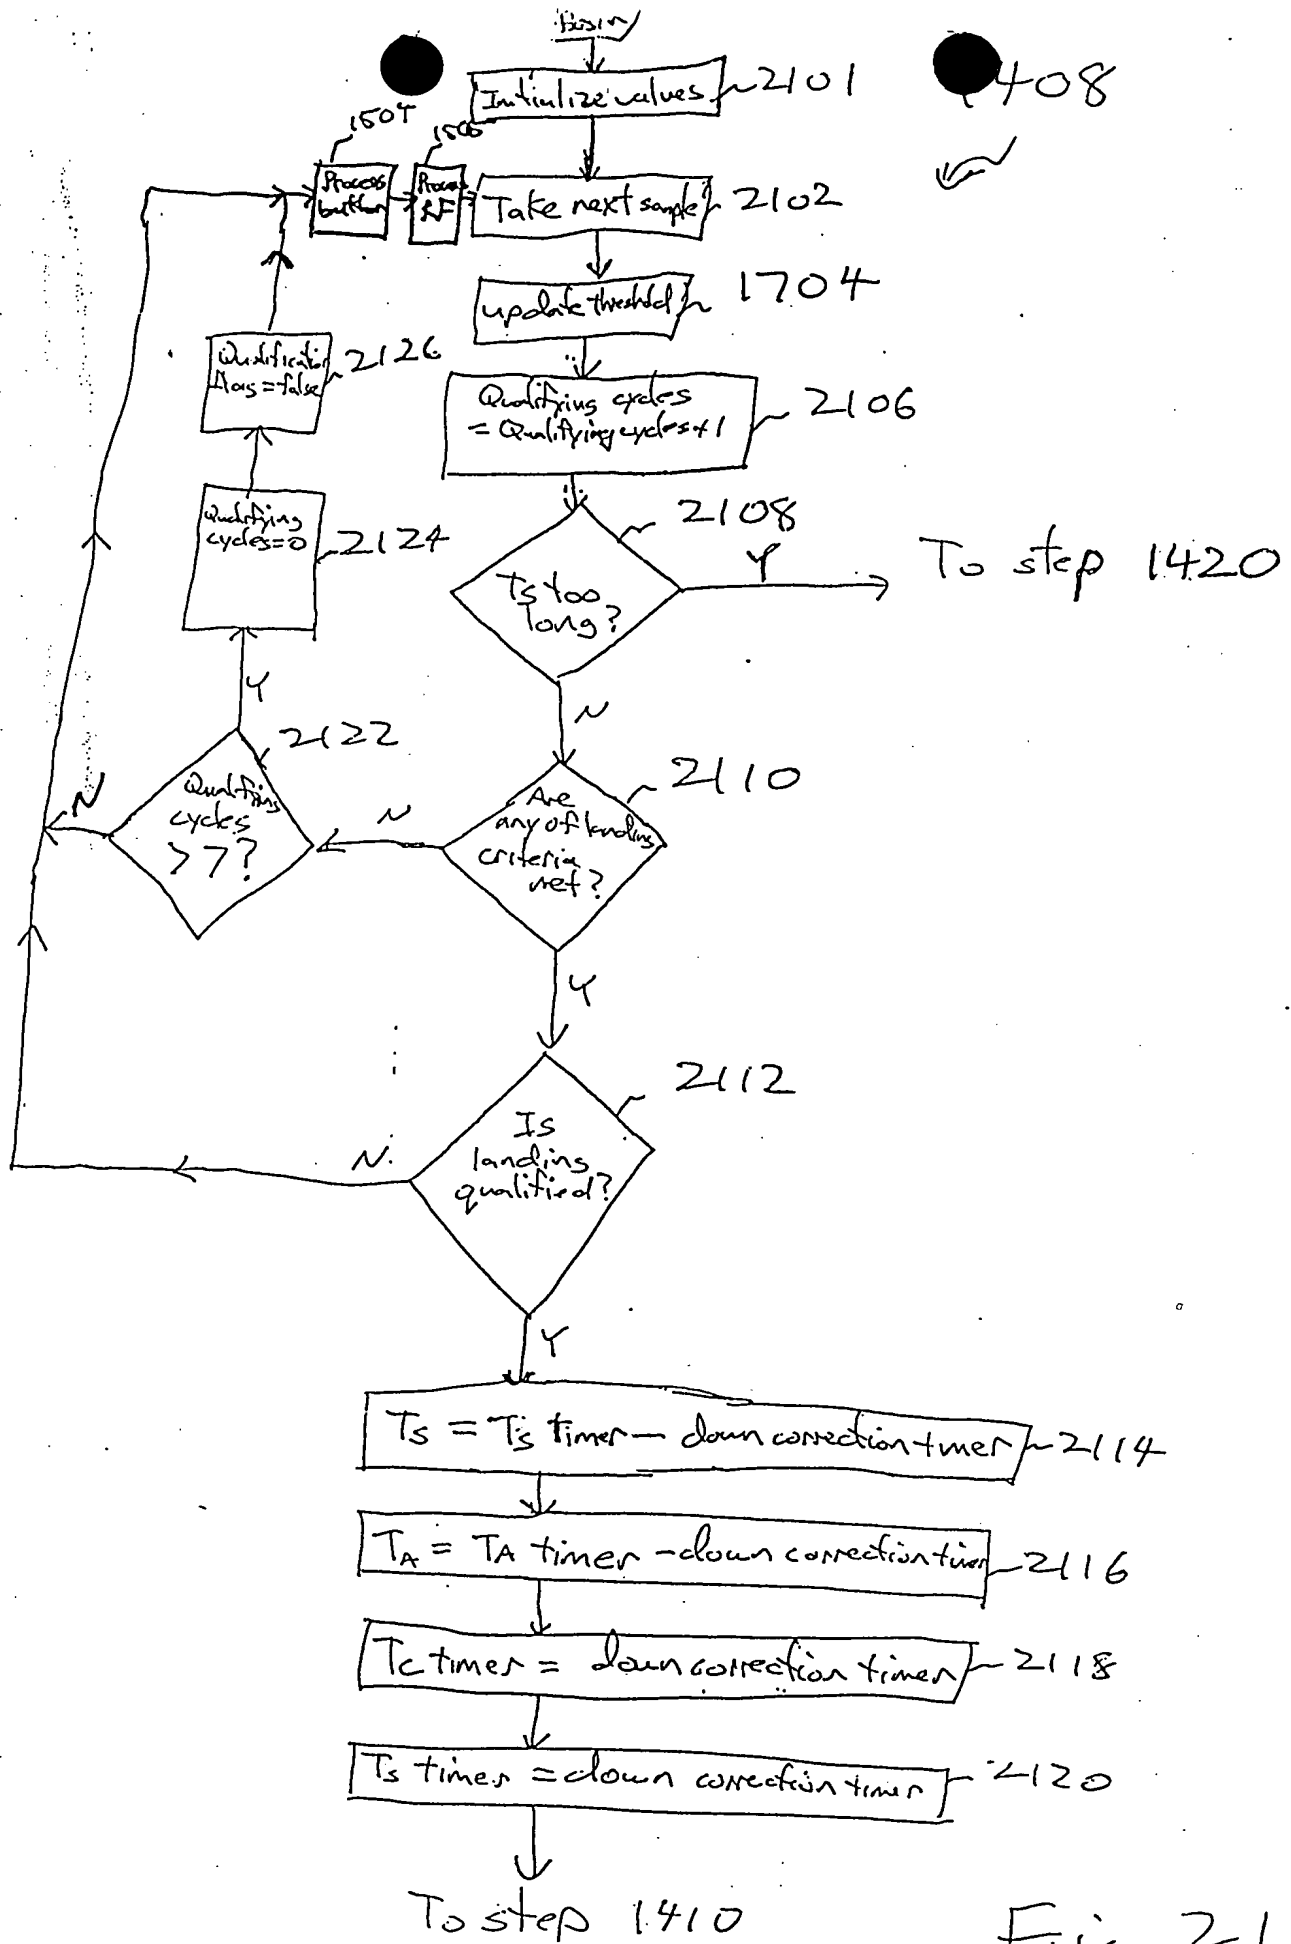 Begin
Initialize values
2101
1408
1504
1506
Process
button
Process
RF
Take next sample
2102
update threshold
1704
Qualification
flag = false
2126
Qualifying cycles
= Qualifying cycles + 1
2106
Qualifying
cycles = 0
2124
2108
Ts too
long?
Y
To step 1420
N
Y
2122
Qualifying
cycles
> 7?
N
N
2110
Are
any of landing
criteria
met?
Y
2112
Is
landing
qualified?
N
Y
Ts = Ts timer - down correction timer
2114
TA = TA timer - down correction timer
2116
Tc timer = down correction timer
2118
Ts timer = down correction timer
2120
To step 1410
Fig 21